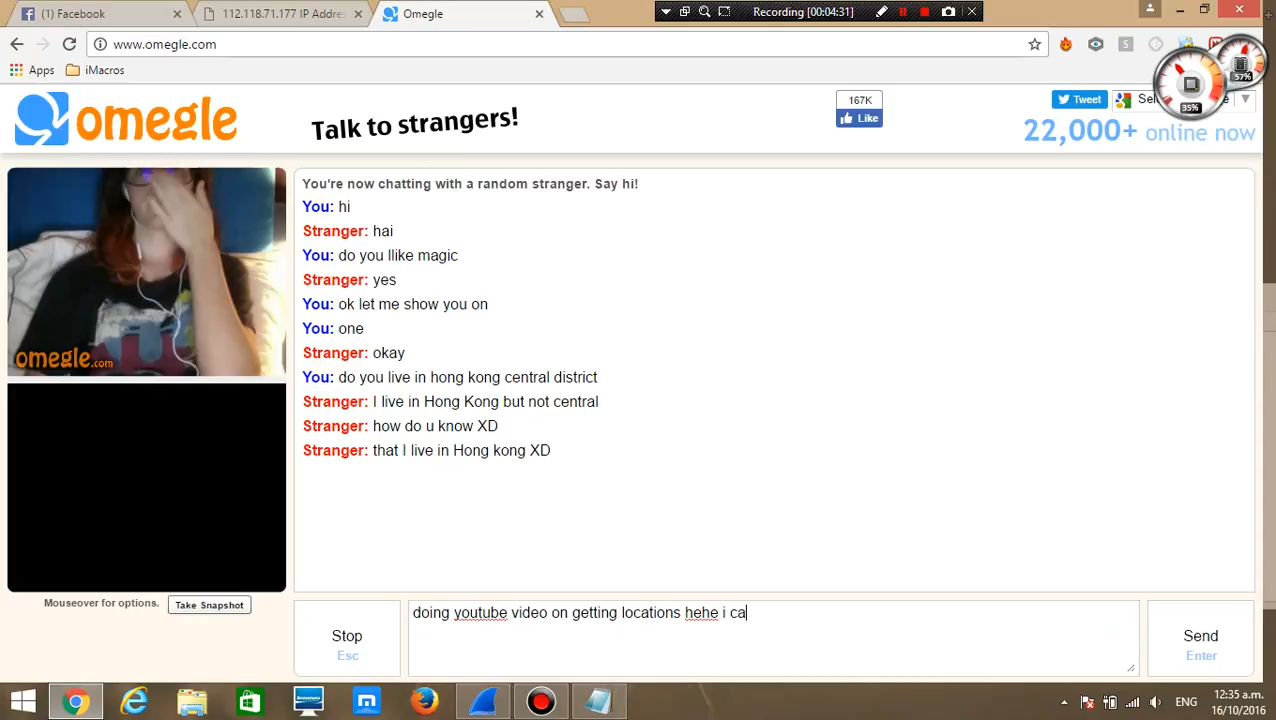 (1) Facebook
112.118.71.177 IP Addre
Omegle
Recording [00:04:31]
www.omegle.com
Apps
iMacros
57%
35%
omegle
Talk to strangers!
167K
Like
Tweet
Sel
22,000+ online now
omegle.com
You're now chatting with a random stranger. Say hi!
You: hi
Stranger: hai
You: do you llike magic
Stranger: yes
You: ok let me show you on
You: one
Stranger: okay
You: do you live in hong kong central district
Stranger: I live in Hong Kong but not central
Stranger: how do u know XD
Stranger: that I live in Hong kong XD
Mouseover for options.
Take Snapshot
Stop
Esc
doing youtube video on getting locations hehe i ca
Send
Enter
ENG
12:35 a.m.
16/10/2016